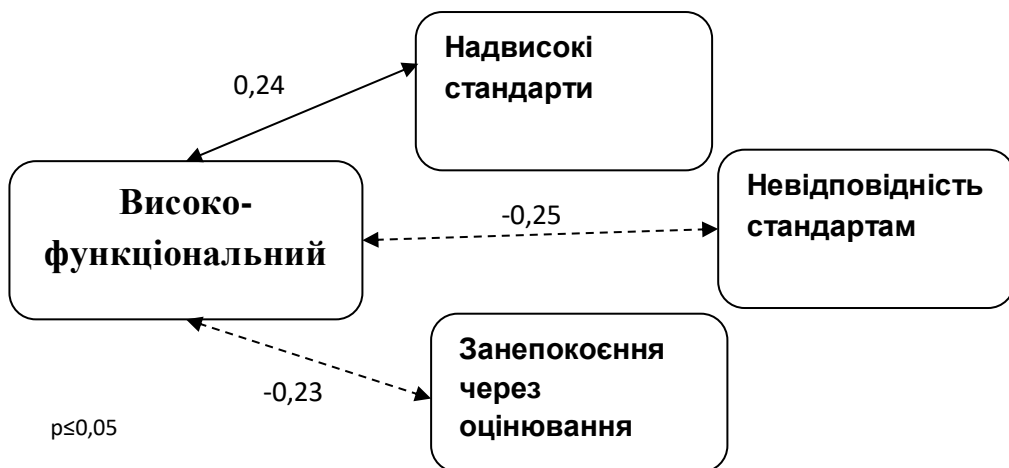 Надвисокі
стандарти
0,24
Високо-
функціональний
-0,25
Невідповідність
стандартам
-0,23
Занепокоєння
через
оцінювання
p≤0,05